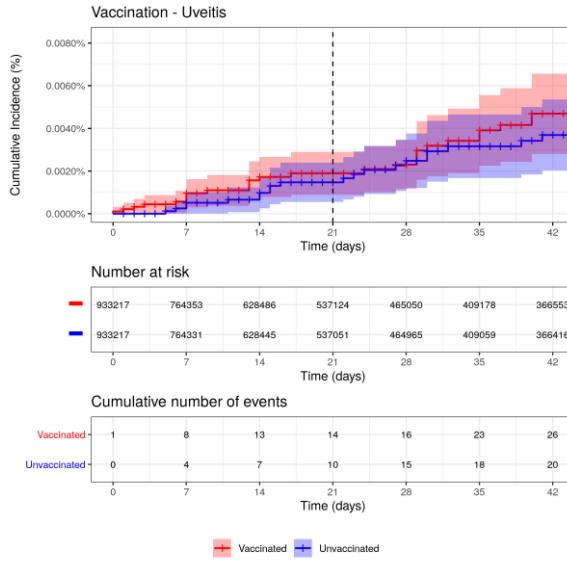 Vaccination - Uveitis
Cumulative Incidence (%)
0.0080%
0.0060%
0.0040%
0.0020%
0.0000%
0 7 14 21 28 35 42
Time (days)
Number at risk
933217 764353 628486 537124 465050 409178 366553
933217 764331 628445 537051 464965 409059 366416
0 7 14 21 28 35 42
Time (days)
Cumulative number of events
Vaccinated 1 8 13 14 16 23 26
Unvaccinated 0 4 7 10 15 18 20
0 7 14 21 28 35 42
Time (days)
Vaccinated Unvaccinated